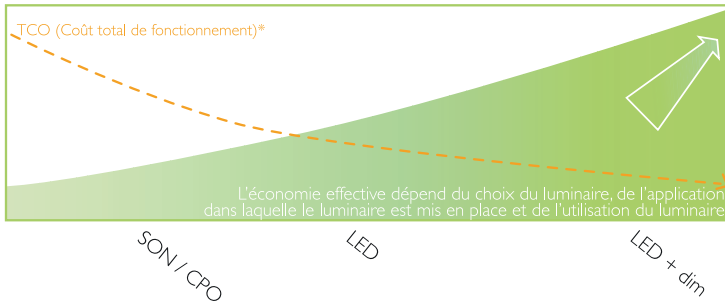 TCO (Coût total de fonctionnement)*
L'économie effective dépend du choix du luminaire, de l'application
dans laquelle le luminaire est mis en place et de l'utilisation du luminaire
SON / CPO
LED
LED + dim